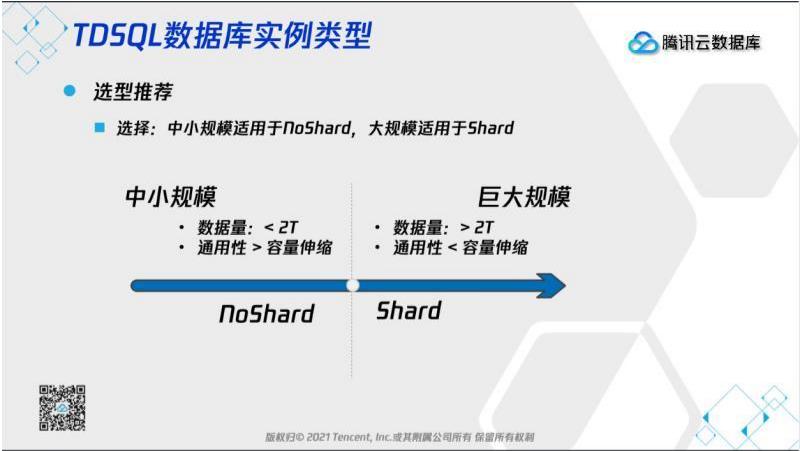 TDSQL数据库实例类型
腾讯云数据库
选型推荐
选择：中小规模适用于NoShard，大规模适用于Shard
中小规模
巨大规模
• 数据量：< 2T
• 通用性 > 容量伸缩
• 数据量：> 2T
• 通用性 < 容量伸缩
NoShard
Shard
版权归© 2021 Tencent, Inc.或其附属公司所有 保留所有权利